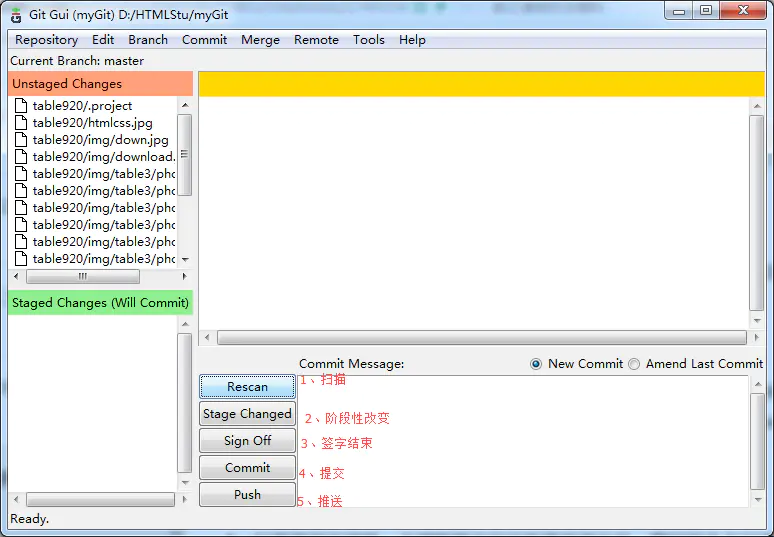 Git Gui (myGit) D:/HTMLStu/myGit
Repository Edit Branch Commit Merge Remote Tools Help
Current Branch: master
Unstaged Changes
table920/.project
table920/htmlcss.jpg
table920/img/down.jpg
table920/img/download.
table920/img/table3/pho
table920/img/table3/pho
table920/img/table3/pho
table920/img/table3/pho
table920/img/table3/pho
table920/img/table3/pho
Staged Changes (Will Commit)
Commit Message:
New Commit
Amend Last Commit
Rescan
1、扫描
Stage Changed
2、阶段性改变
Sign Off
3、签字结束
Commit
4、提交
Push
5、推送
Ready.